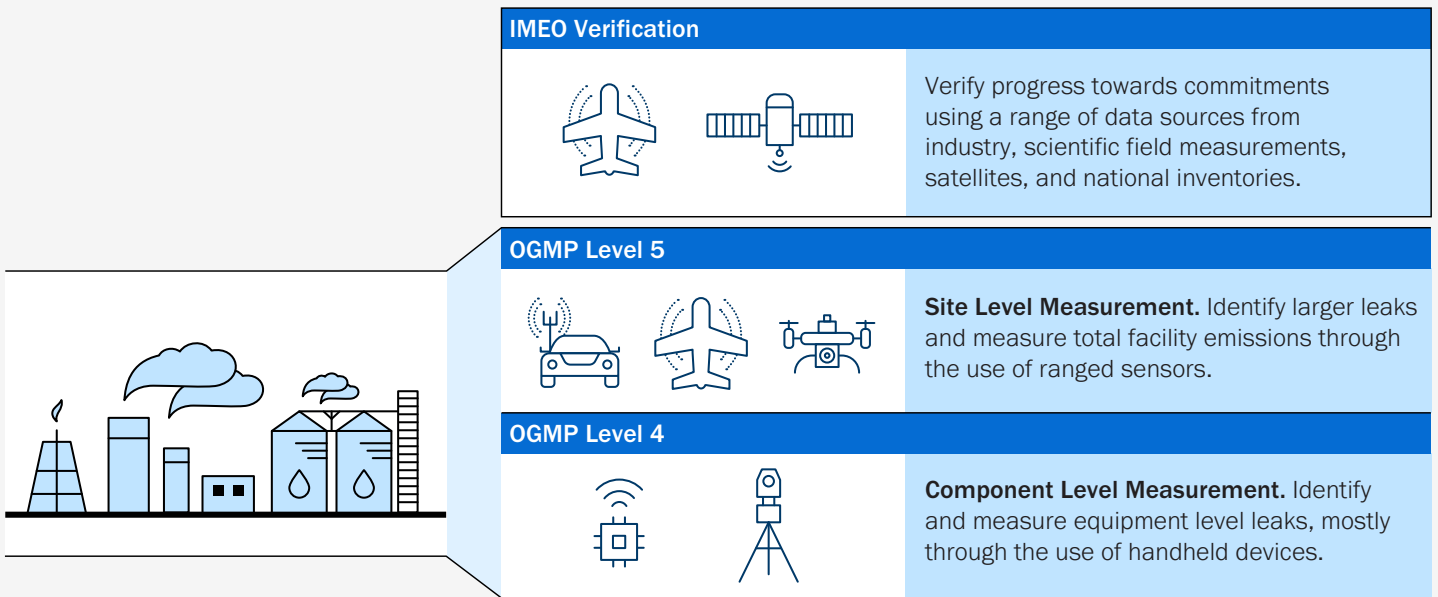 IMEO Verification
Verify progress towards commitments
using a range of data sources from
industry, scientific field measurements,
satellites, and national inventories.
OGMP Level 5
Site Level Measurement. Identify larger leaks
and measure total facility emissions through
the use of ranged sensors.
OGMP Level 4
Component Level Measurement. Identify
and measure equipment level leaks, mostly
through the use of handheld devices.